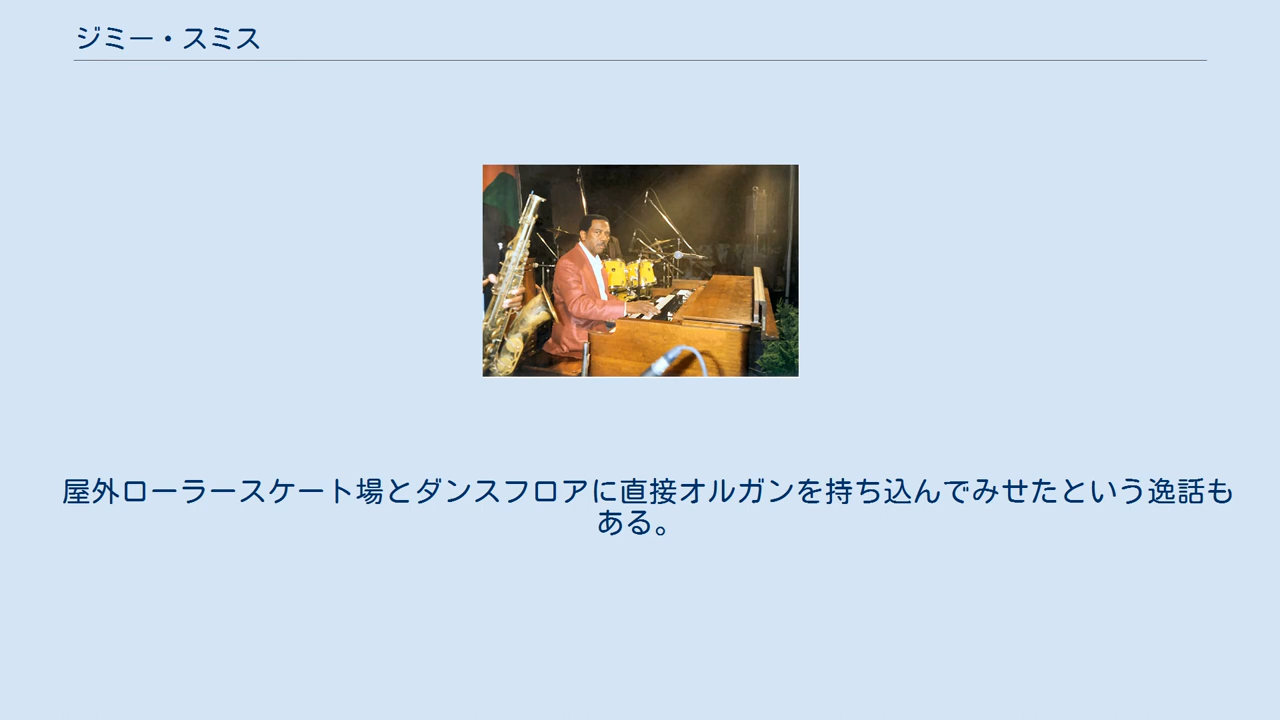 ジミー・スミス
屋外ローラースケート場とダンスフロアに直接オルガンを持ち込んでみせたという逸話も
ある。